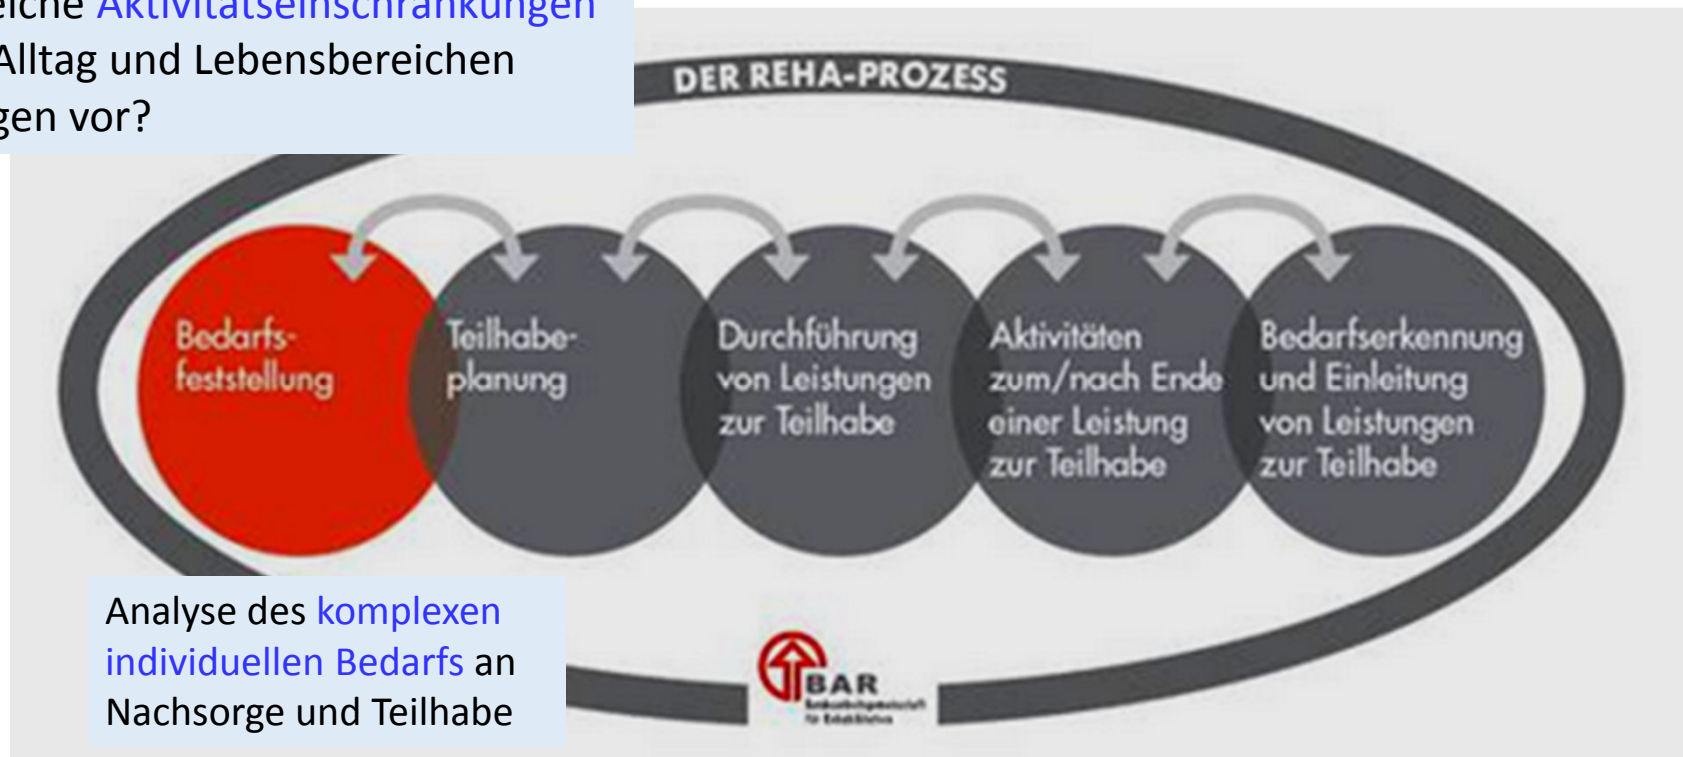 Aktivitätseinschränkungen
Alltag und Lebensbereichen
vor?
DER REHA-PROZESS
Bedarfs-
feststellung
Teilhabe-
planung
Durchführung
von Leistungen
zur Teilhabe
Aktivitäten
zum/nach Ende
einer Leistung
zur Teilhabe
Bedarfserkennung
und Einleitung
von Leistungen
zur Teilhabe
Analyse des komplexen
individuellen Bedarfs an
Nachsorge und Teilhabe
BAR